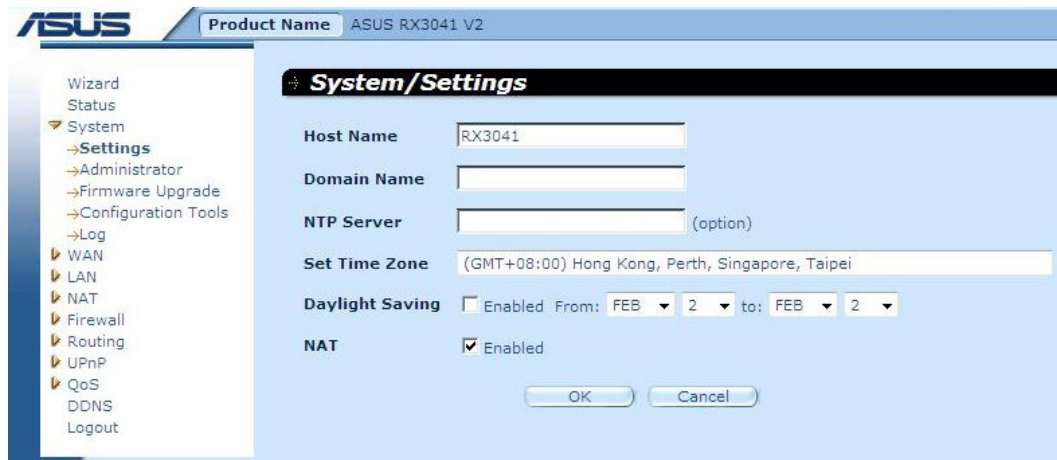 ASUS
Product Name ASUS RX3041 V2
Wizard
Status
System
Settings
Administrator
Firmware Upgrade
Configuration Tools
Log
WAN
LAN
NAT
Firewall
Routing
UPnP
QoS
DDNS
Logout
System/Settings
Host Name RX3041
Domain Name
NTP Server (option)
Set Time Zone (GMT+08:00) Hong Kong, Perth, Singapore, Taipei
Daylight Saving Enabled From: FEB 2 to: FEB 2
NAT Enabled
OK Cancel